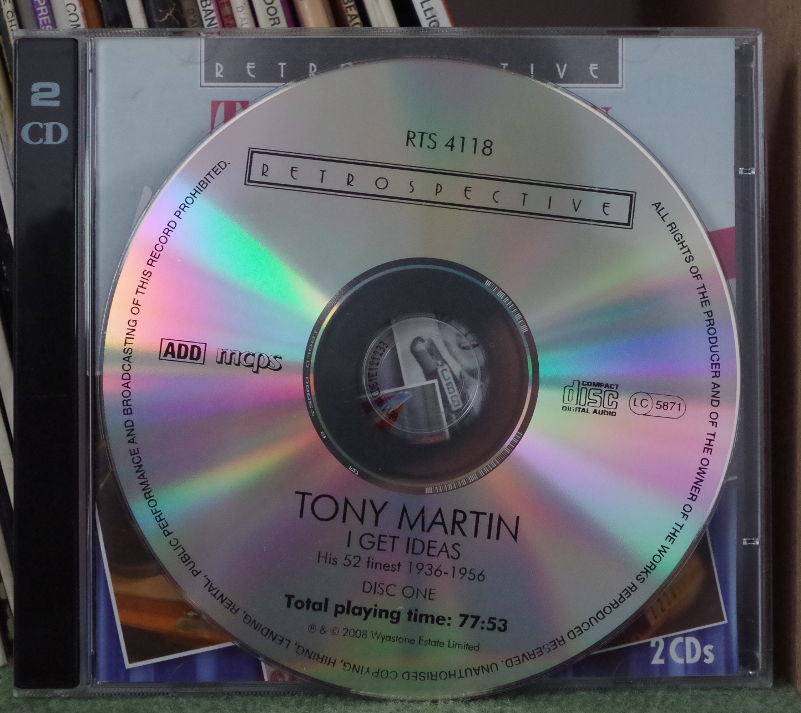 2
CD
RETROSPECTIVE
RTS 4118
RETROSPECTIVE
ADD mcps
COMPACT
disc
DIGITAL AUDIO
LC 5871
TONY MARTIN
I GET IDEAS
His 52 finest 1936-1956
DISC ONE
Total playing time: 77:53
℗ & © 2008 Wyastone Estate Limited
ALL RIGHTS OF THE PRODUCER AND OF THE OWNER OF THE WORKS REPRODUCED RESERVED. UNAUTHORISED COPYING, HIRING, LENDING, RENTAL, PUBLIC PERFORMANCE AND BROADCASTING OF THIS RECORD PROHIBITED.
2 CDs